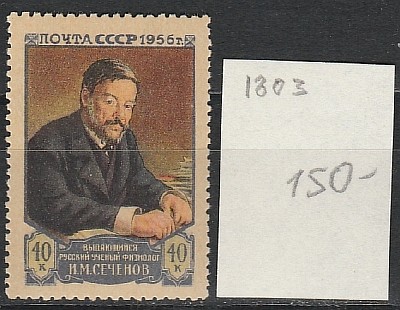 ПОЧТА СССР 1956г.
40 К
ВЫДАЮЩИЙСЯ
РУССКИЙ УЧЕНЫЙ ФИЗИОЛОГ
И.М.СЕЧЕНОВ
40 К
1803
150-